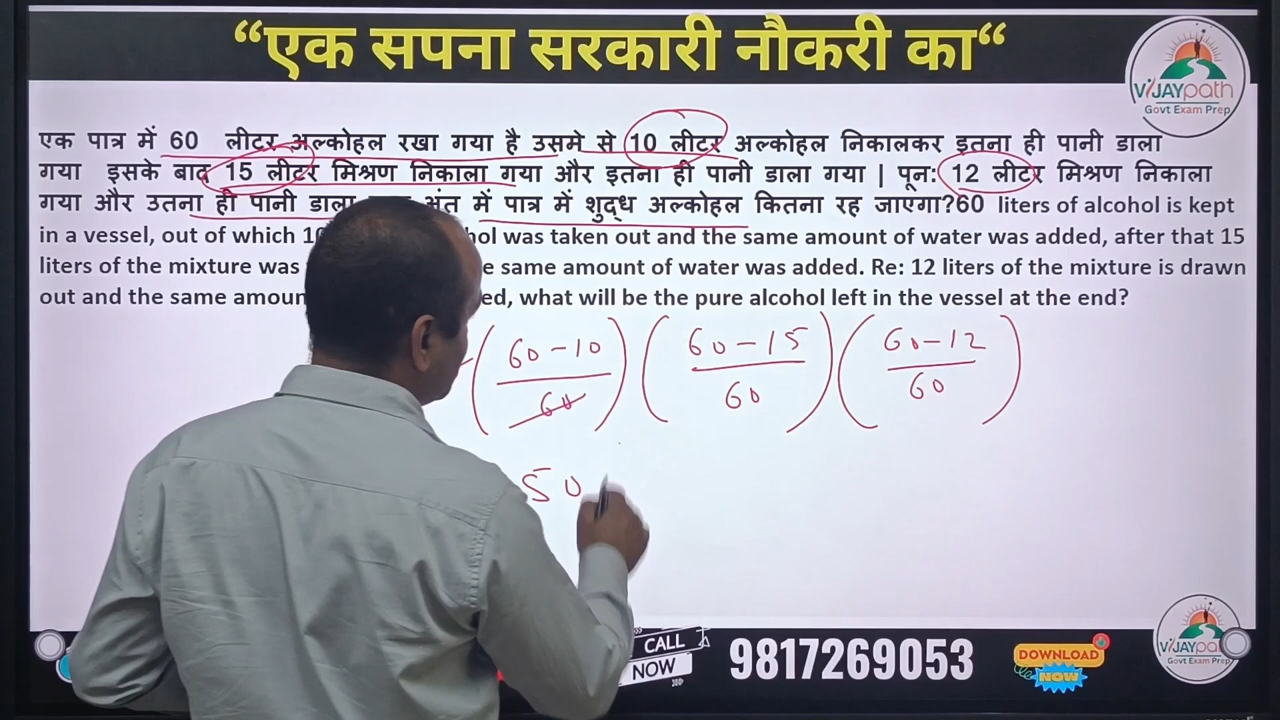 “एक सपना सरकारी नौकरी का“
VIJAYpath
Govt Exam Prep
एक पात्र में 60 लीटर अल्कोहल रखा गया है उसमे से 10 लीटर अल्कोहल निकालकर इतना ही पानी डाला
गया इसके बाद 15 लीटर मिश्रण निकाला गया और इतना ही पानी डाला गया | पून: 12 लीटर मिश्रण निकाला
गया और उतना ही पानी डाला अंत में पात्र में शुद्ध अल्कोहल कितना रह जाएगा?60 liters of alcohol is kept
in a vessel, out of which was taken out and the same amount of water was added, after that 15
liters of the mixture was same amount of water was added. Re: 12 liters of the mixture is drawn
out and the same what will be the pure alcohol left in the vessel at the end?
(60-10/60) (60-15/60) (60-12/60)
50
CALL
NOW
9817269053
DOWNLOAD
NOW
Govt Exam Prep